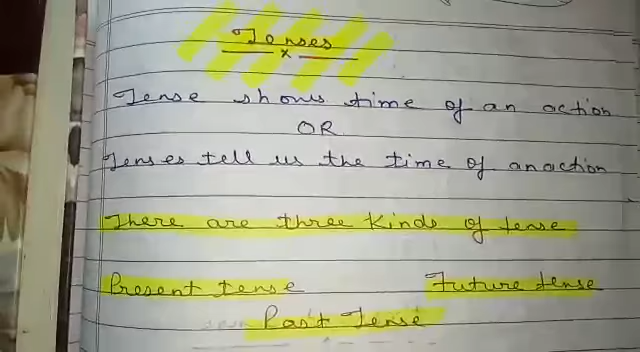 Tenses
x
Tense shows time of an action
OR
Tenses tell us the time of an action
There are three Kinds of tense
Present tense Future tense
Past Tense